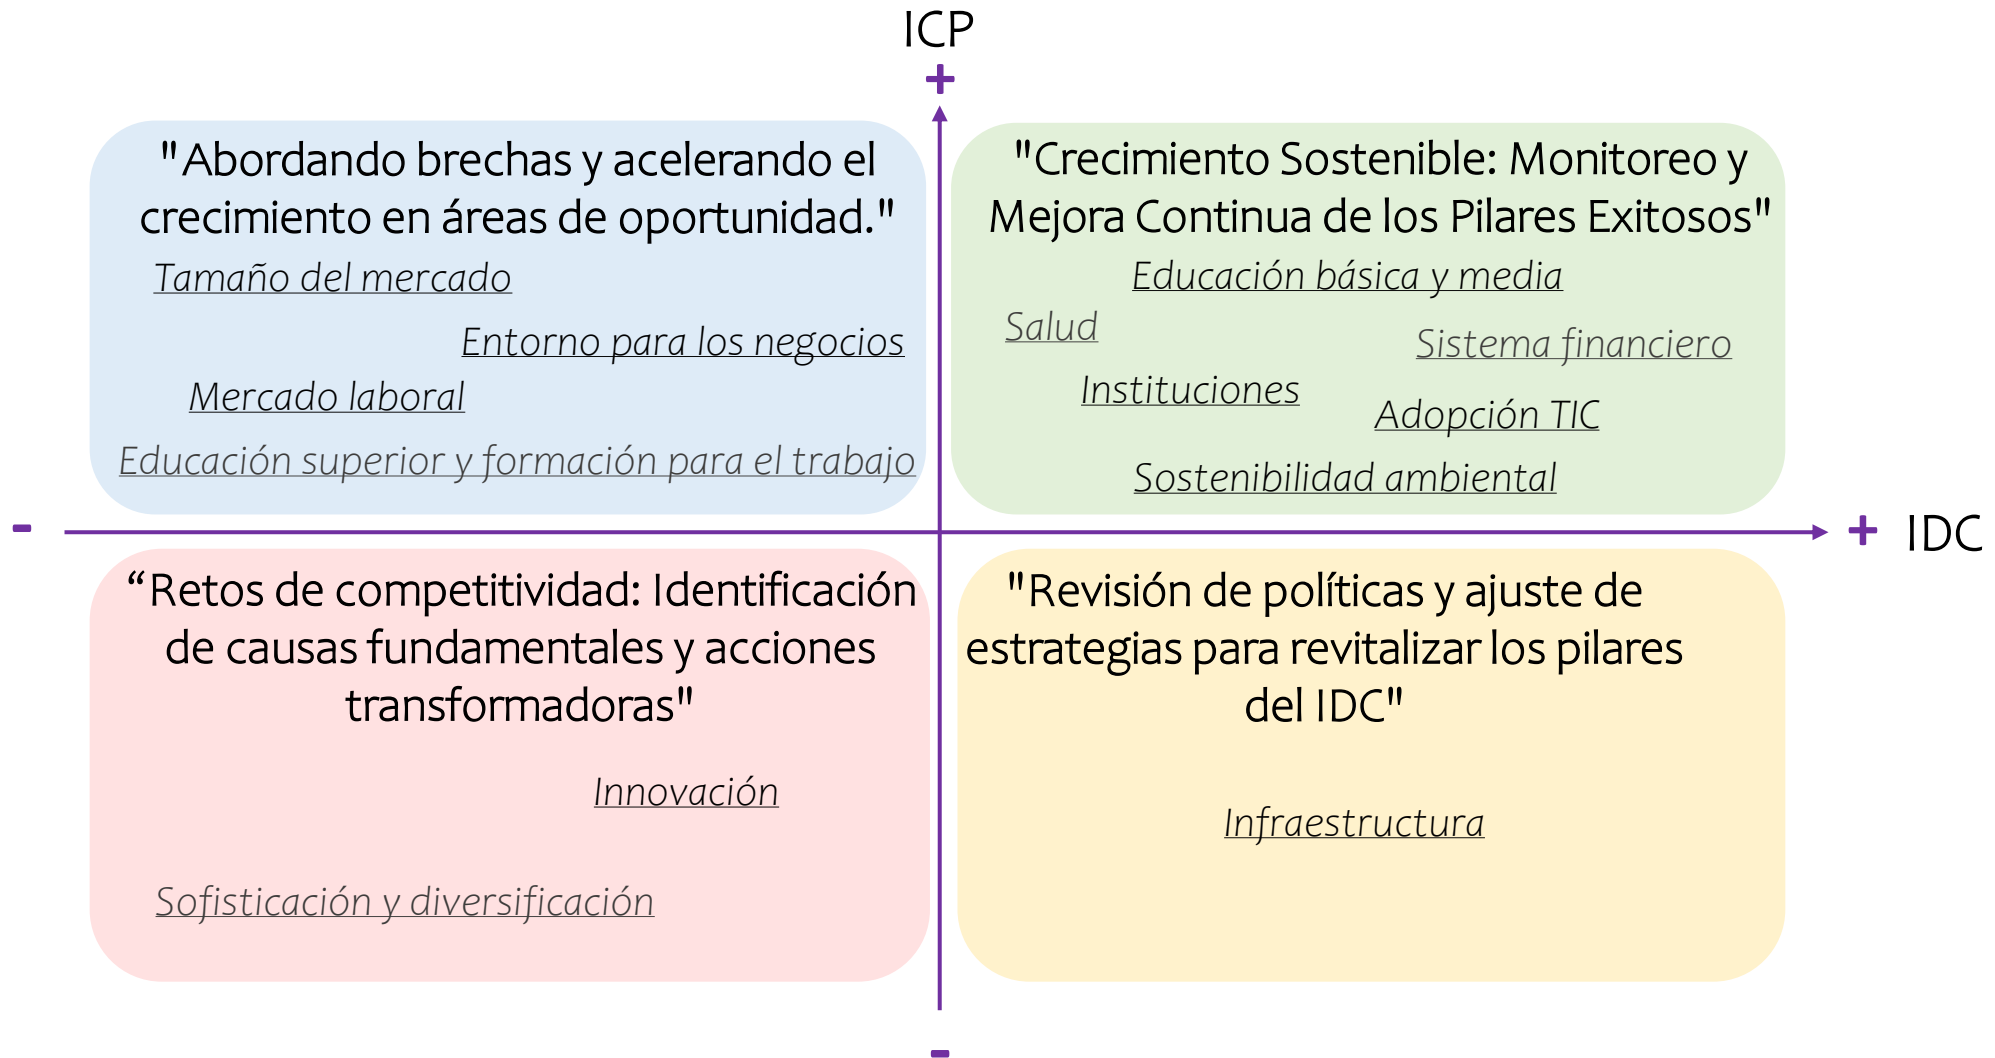 ICP
+
"Abordando brechas y acelerando el
crecimiento en áreas de oportunidad."
Tamaño del mercado
Entorno para los negocios
Mercado laboral
Educación superior y formación para el trabajo
"Crecimiento Sostenible: Monitoreo y
Mejora Continua de los Pilares Exitosos"
Educación básica y media
Salud
Sistema financiero
Instituciones
Adopción TIC
Sostenibilidad ambiental
-
+ IDC
“Retos de competitividad: Identificación
de causas fundamentales y acciones
transformadoras"
Innovación
Sofisticación y diversificación
"Revisión de políticas y ajuste de
estrategias para revitalizar los pilares
del IDC"
Infraestructura
-